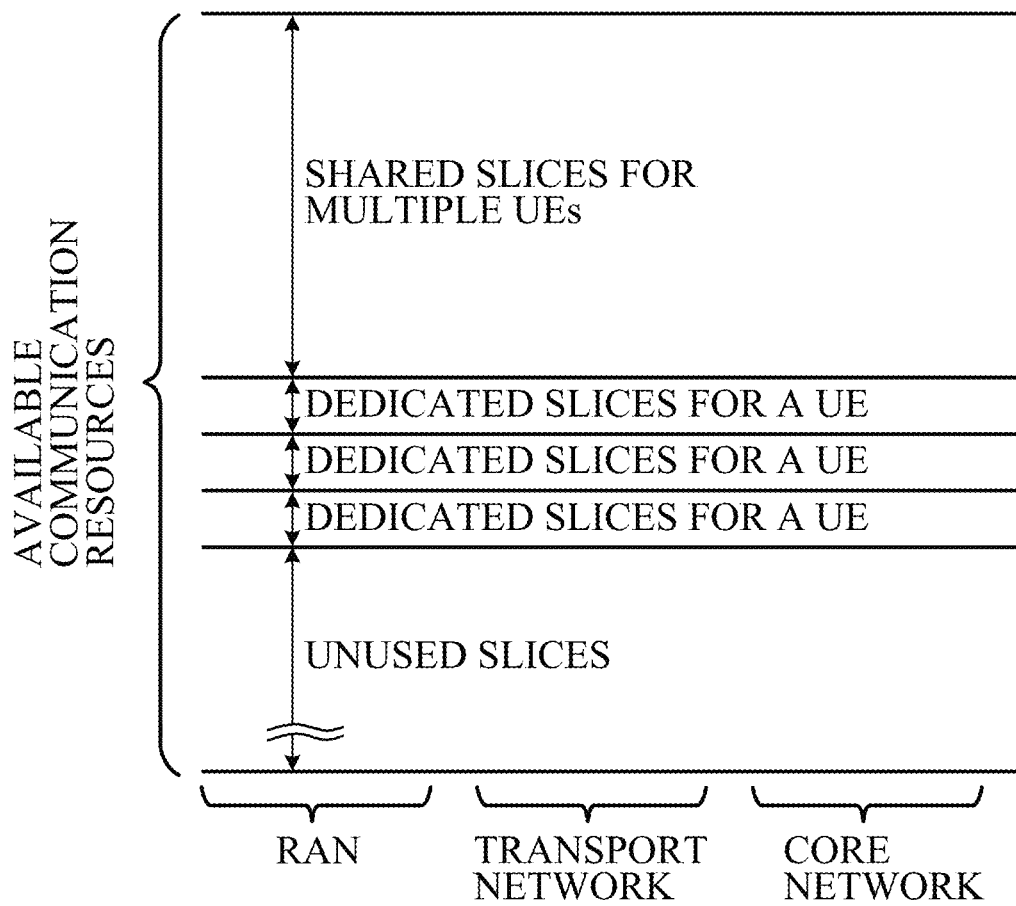 AVAILABLE
COMMUNICATION
RESOURCES
SHARED SLICES FOR
MULTIPLE UEs
DEDICATED SLICES FOR A UE
DEDICATED SLICES FOR A UE
DEDICATED SLICES FOR A UE
UNUSED SLICES
RAN
TRANSPORT
NETWORK
CORE
NETWORK